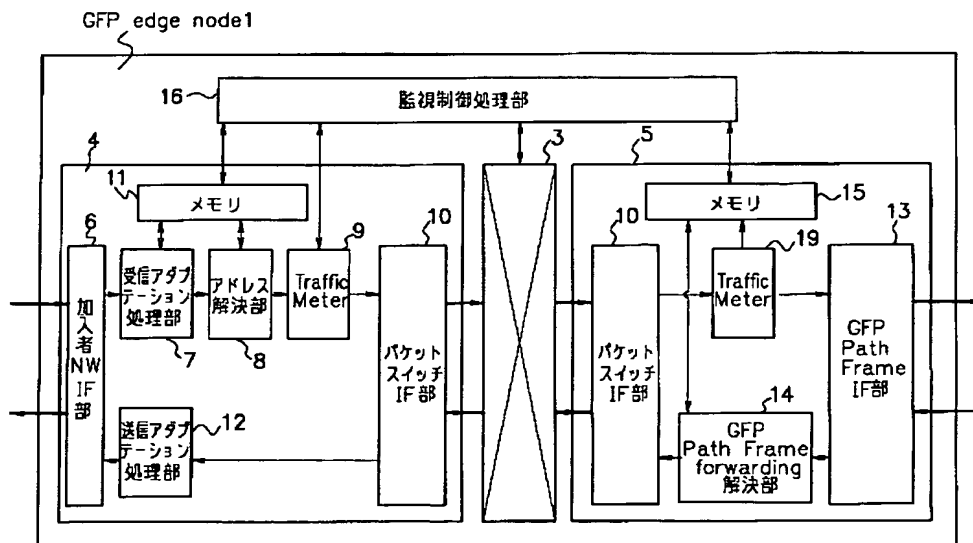 GFP edge node1
16
監視制御処理部
4
3
5
11
メモリ
メモリ
15
6
9
10
10
19
13
加入者NWIF部
受信アダプ
テーション
処理部
7
アドレス
解決部
8
Traffic
Meter
パケット
スイッチ
IF部
パケット
スイッチ
IF部
Traffic
Meter
GFP
Path
Frame
IF部
送信アダプ
テーション
処理部
12
14
GFP
Path Frame
forwarding
解決部